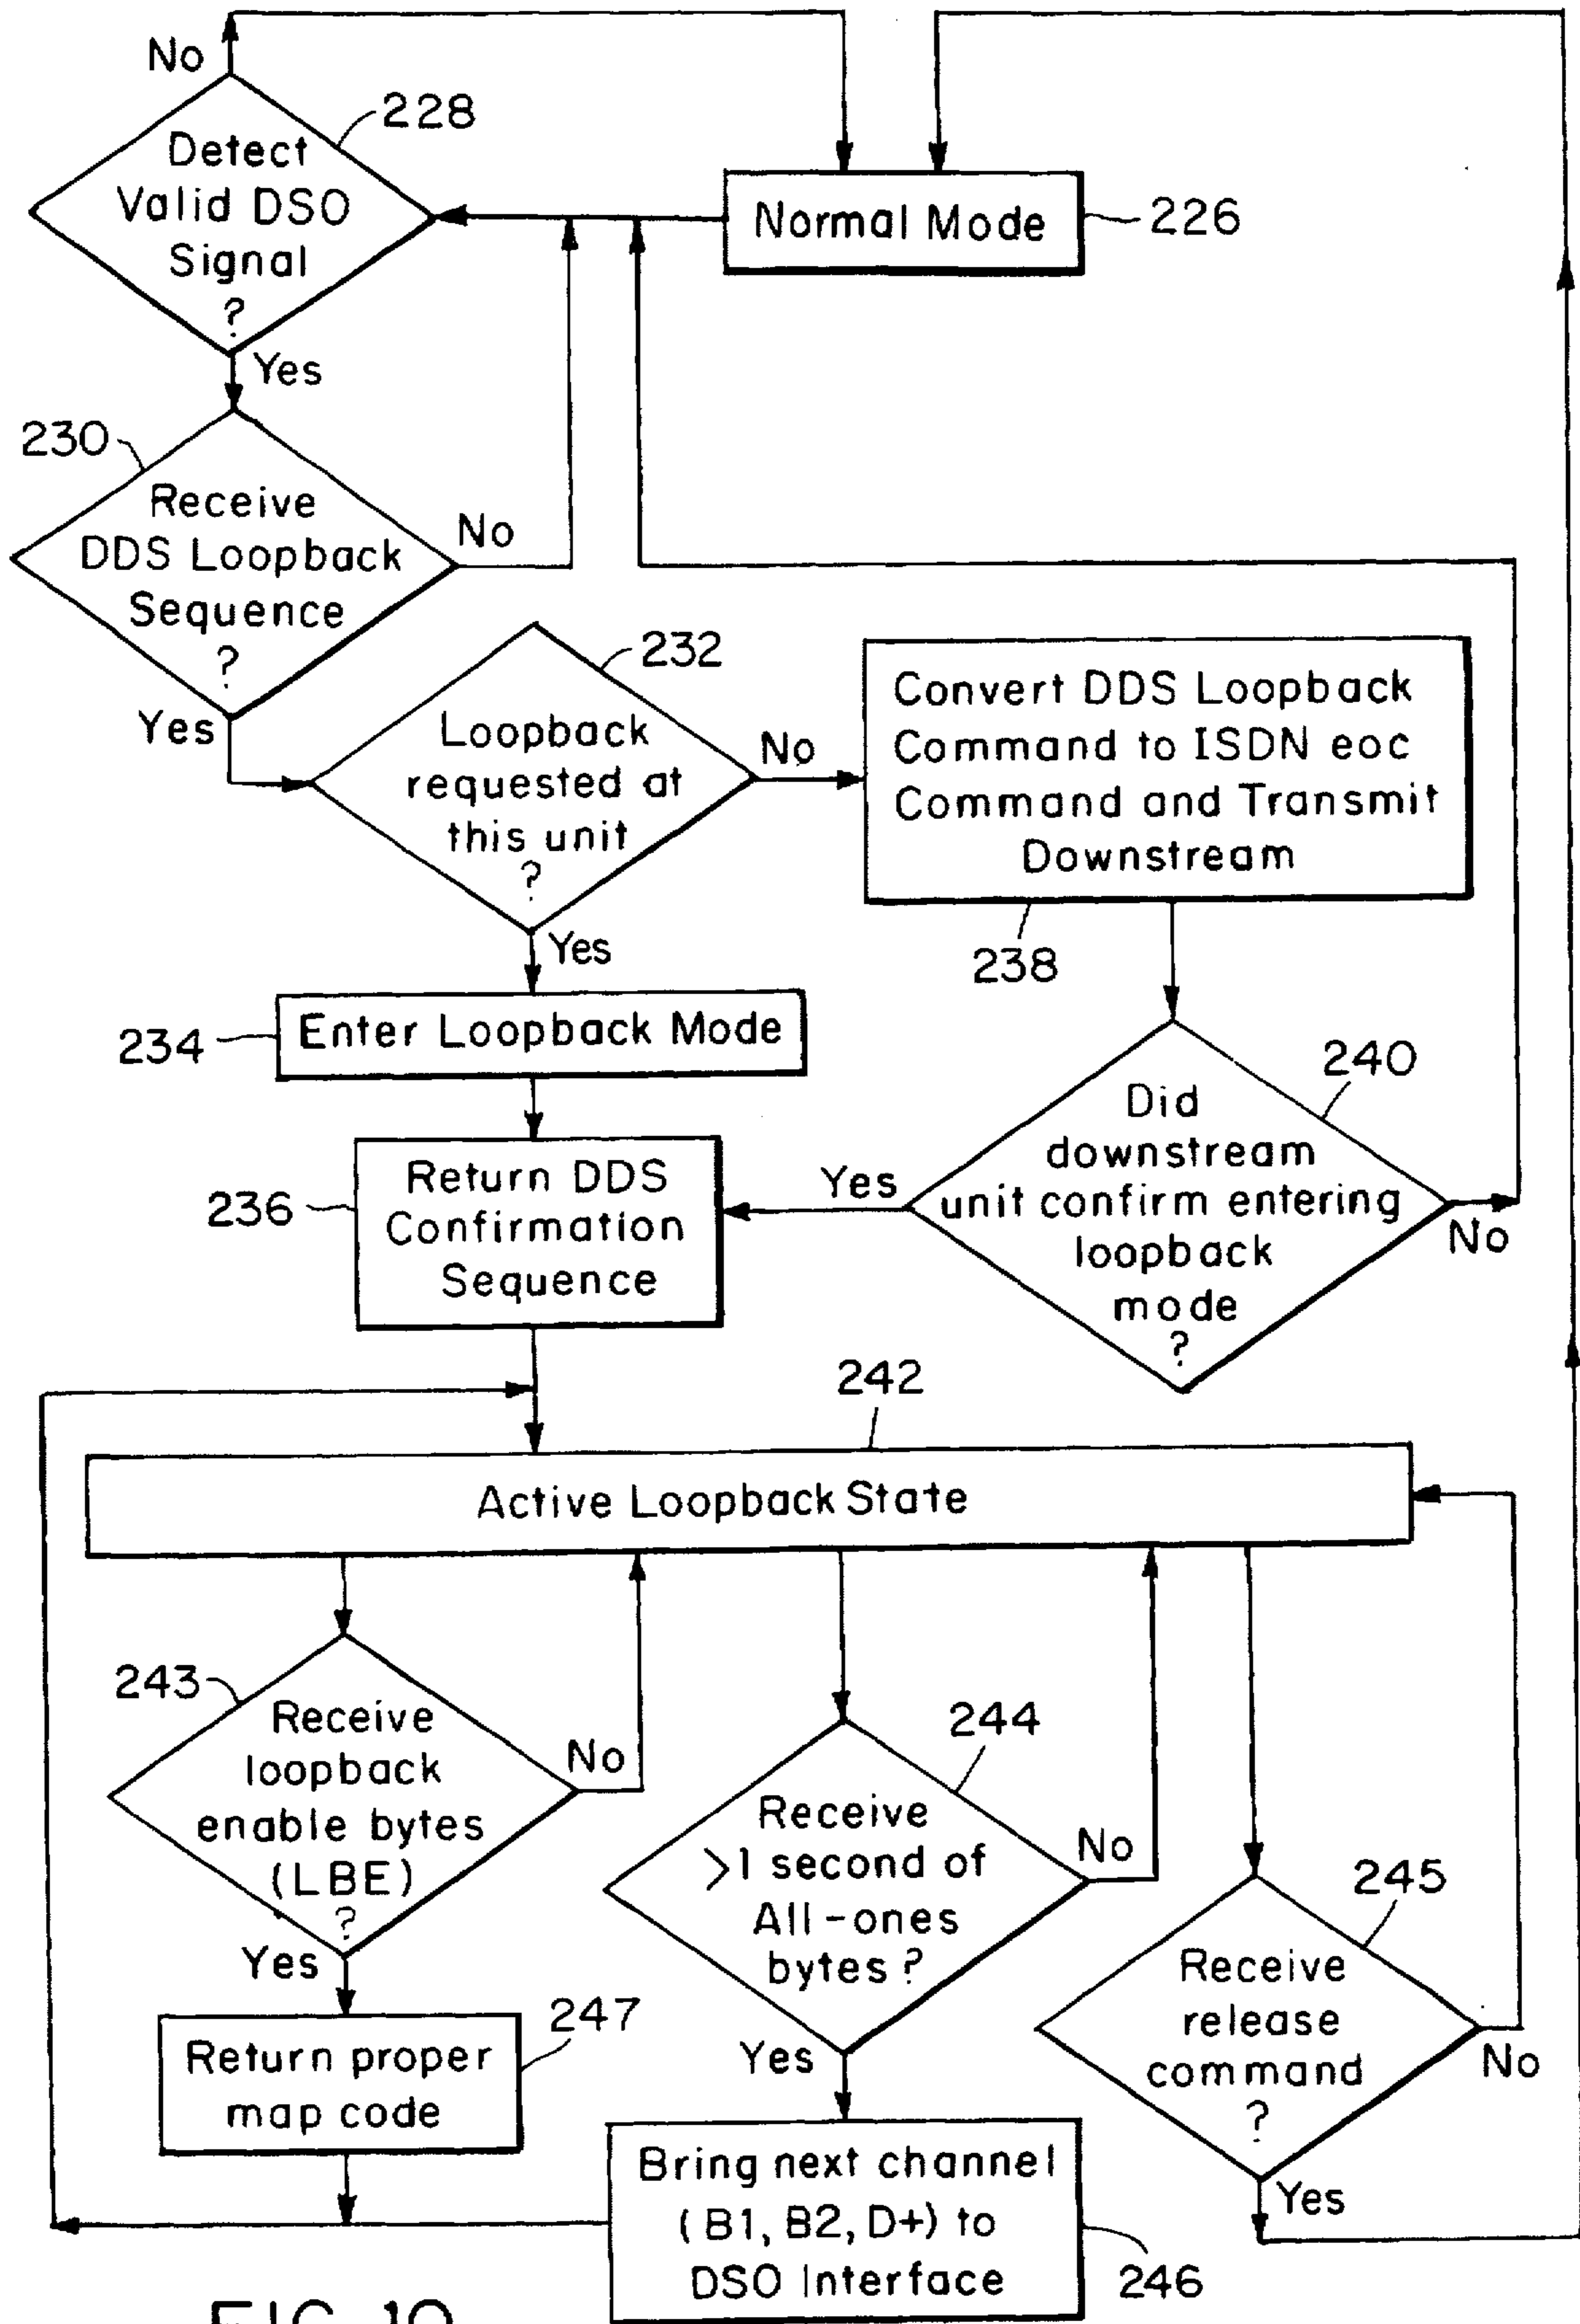 No
228
Detect
Valid DSO
Signal
?
Normal Mode
226
Yes
230
Receive
DDS Loopback
Sequence
?
No
Yes
232
Loopback
requested at
this unit
?
No
Convert DDS Loopback
Command to ISDN eoc
Command and Transmit
Downstream
238
Yes
234
Enter Loopback Mode
240
Did
downstream
unit confirm entering
loopback
mode
?
Yes
No
236
Return DDS
Confirmation
Sequence
242
Active Loopback State
243
Receive
loopback
enable bytes
(LBE)
?
No
Yes
244
Receive
>1 second of
All-ones
bytes?
No
Yes
245
Receive
release
command
?
No
Yes
247
Return proper
map code
Bring next channel
(B1, B2, D+) to
DSO Interface
246